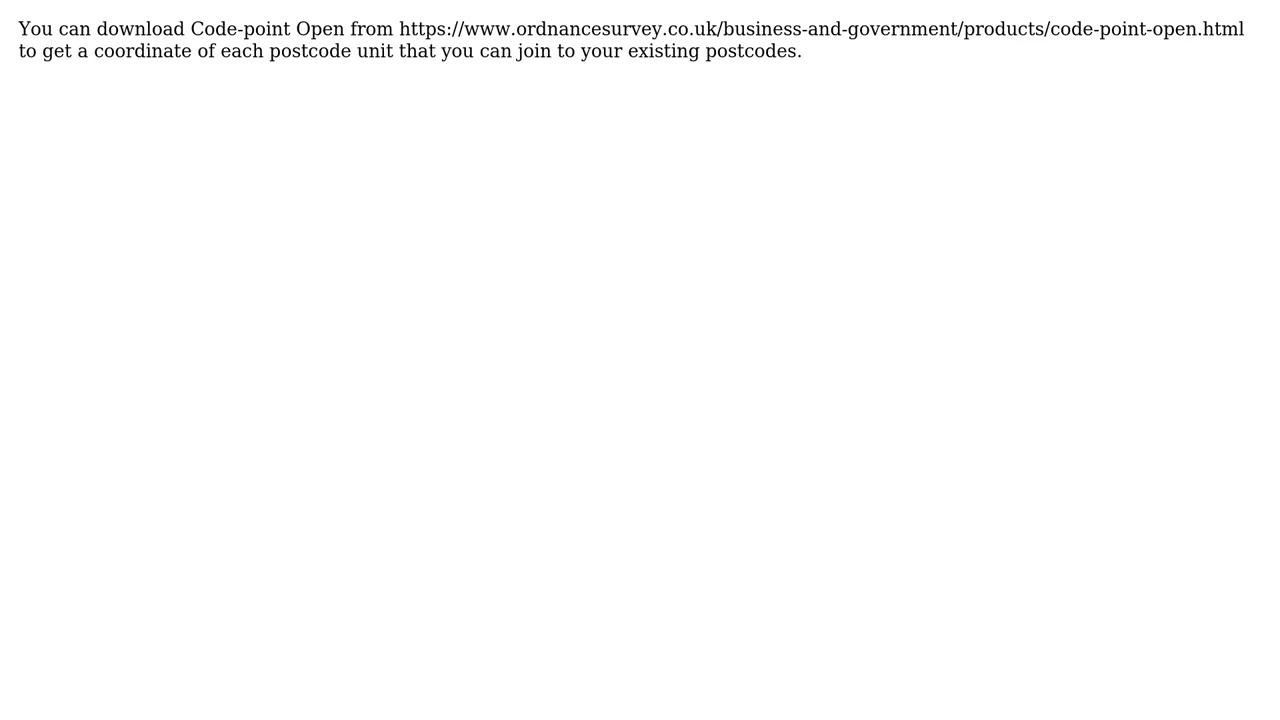 You can download Code-point Open from https://www.ordnancesurvey.co.uk/business-and-government/products/code-point-open.html
to get a coordinate of each postcode unit that you can join to your existing postcodes.